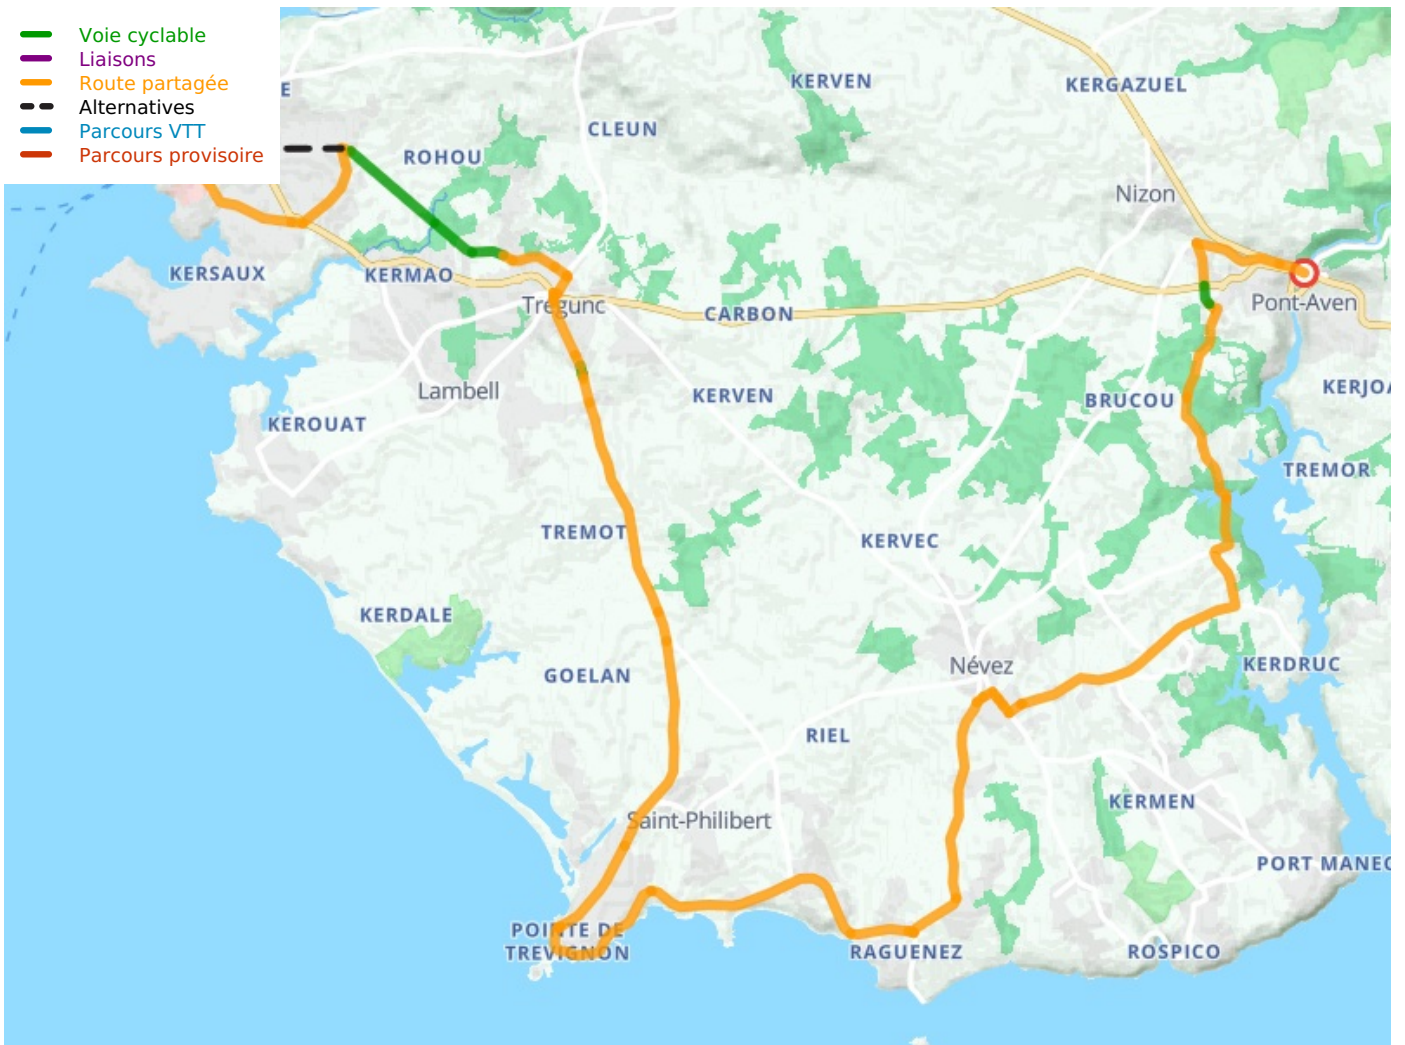 Voie cyclable
Liaisons
Route partagée
Alternatives
Parcours VTT
Parcours provisoire
E
KERVEN
KERGAZUEL
CLEUN
ROHOU
Nizon
KERSAUX
KERMAO
Trégunc
CARBON
Pont-Aven
Lambell
KERVEN
BRUCOU
KERJOA
KEROUAT
TREMOR
TREMOT
KERVEC
KERDALE
Névez
KERDRUC
GOELAN
RIEL
KERMEN
Saint-Philibert
PORT MANEC
POINTE DE
TREVIGNON
RAGUENEZ
ROSPICO